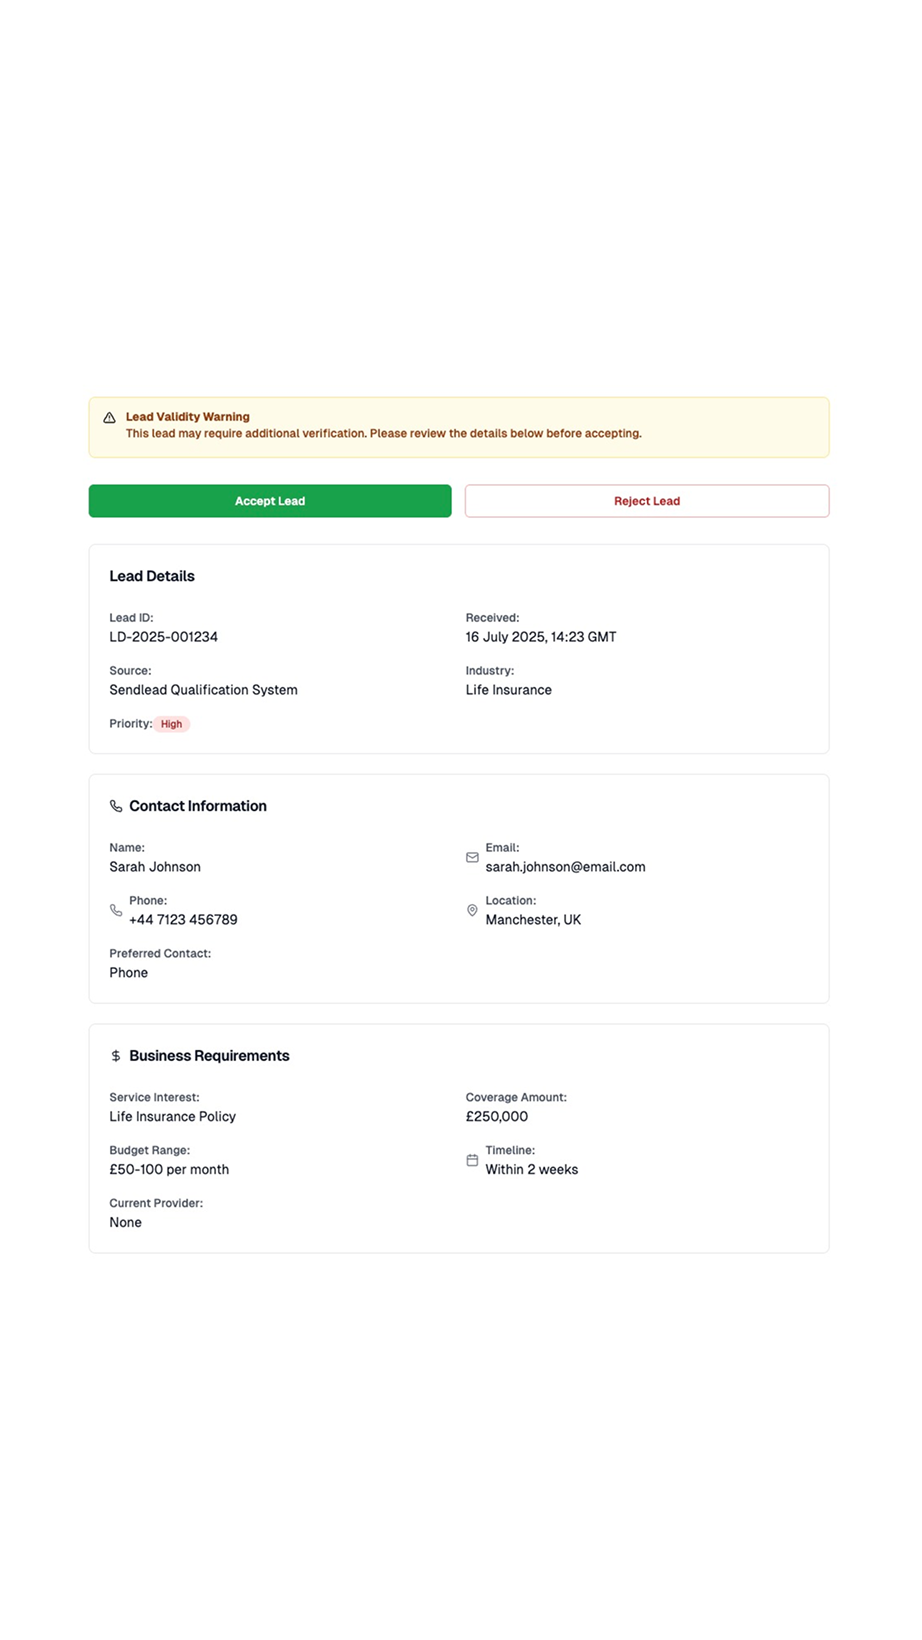 Lead Validity Warning
This lead may require additional verification. Please review the details below before accepting.
Accept Lead
Reject Lead
Lead Details
Lead ID:
LD-2025-001234
Received:
16 July 2025, 14:23 GMT
Source:
Sendlead Qualification System
Industry:
Life Insurance
Priority: High
Contact Information
Name:
Sarah Johnson
Email:
sarah.johnson@email.com
Phone:
+44 7123 456789
Location:
Manchester, UK
Preferred Contact:
Phone
$ Business Requirements
Service Interest:
Life Insurance Policy
Coverage Amount:
£250,000
Budget Range:
£50-100 per month
Timeline:
Within 2 weeks
Current Provider:
None